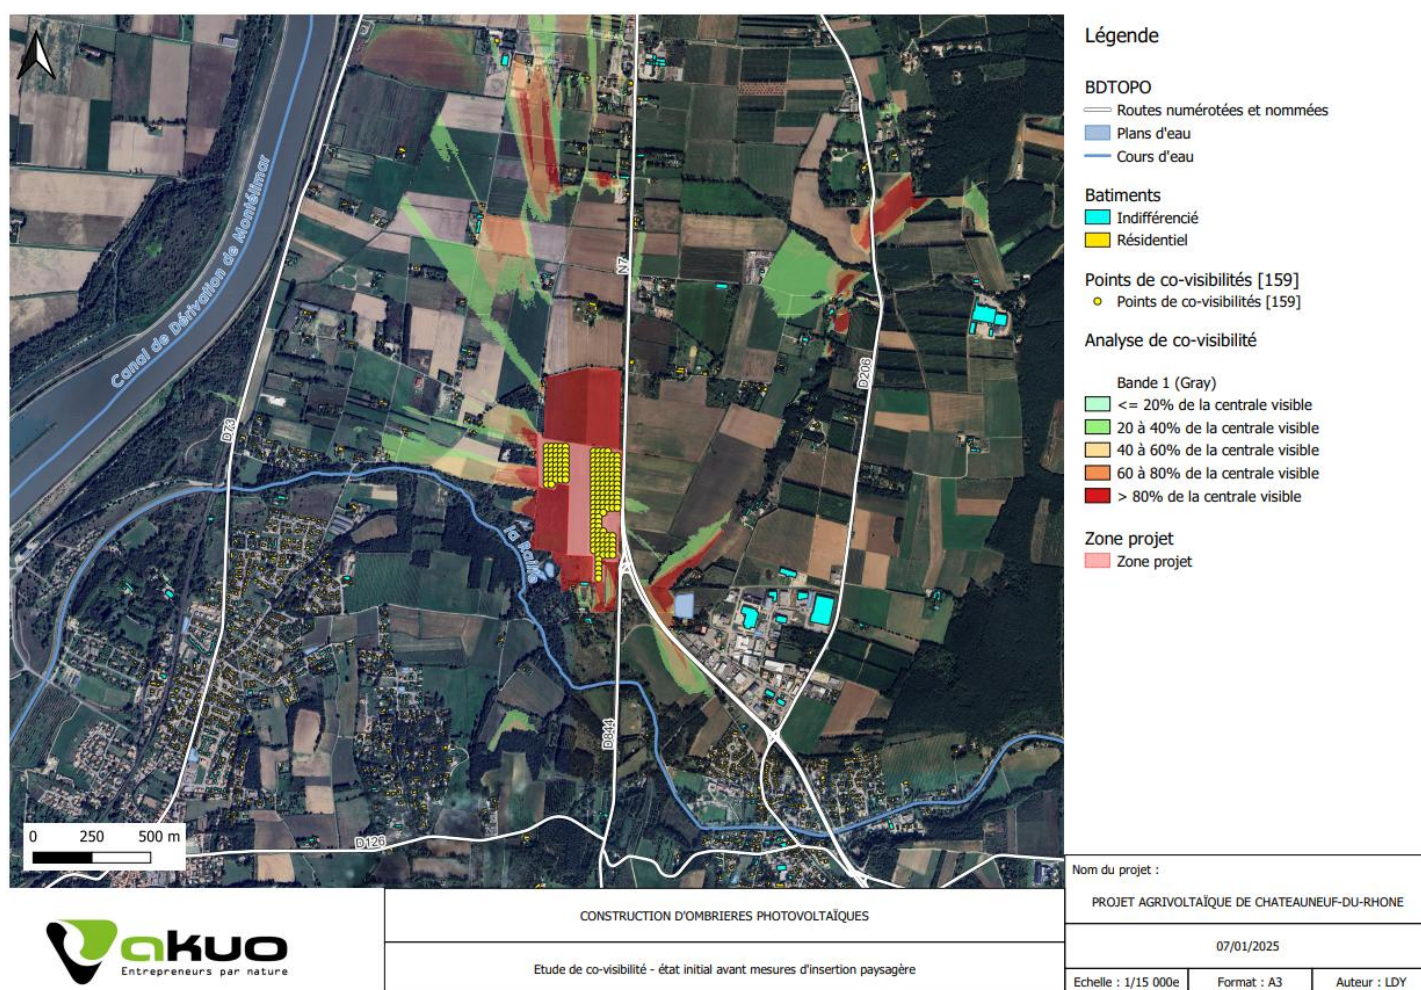 Légende
BDTOPO
Routes numérotées et nommées
Plans d'eau
Cours d'eau
Batiments
Indifférencié
Résidentiel
Points de co-visibilités [159]
Points de co-visibilités [159]
Analyse de co-visibilité
Bande 1 (Gray)
<= 20% de la centrale visible
20 à 40% de la centrale visible
40 à 60% de la centrale visible
60 à 80% de la centrale visible
> 80% de la centrale visible
Zone projet
Zone projet
Canal de Dérivation de Montélimar
N7
D206
D73
la Raille
D844
D126
0 250 500 m
akuo
Entrepreneurs par nature
CONSTRUCTION D'OMBRIERES PHOTOVOLTAÏQUES
Etude de co-visibilité - état initial avant mesures d'insertion paysagère
Nom du projet :
PROJET AGRIVOLTAÏQUE DE CHATEAUNEUF-DU-RHONE
07/01/2025
Echelle : 1/15 000e
Format : A3
Auteur : LDY